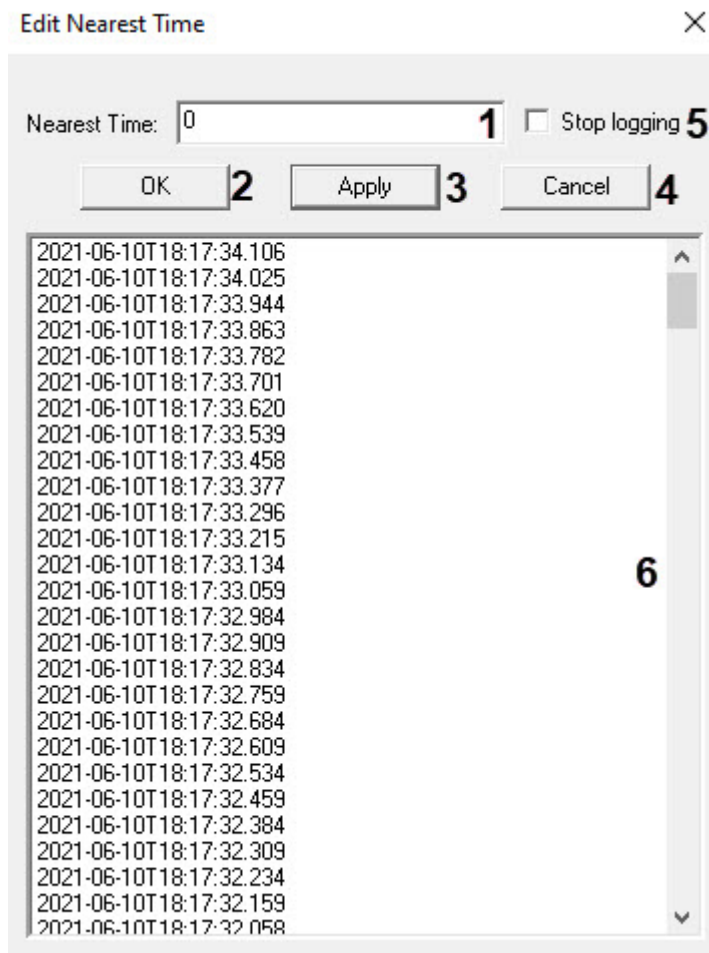 Edit Nearest Time
Nearest Time: 0 1 Stop logging 5
OK 2 Apply 3 Cancel 4
2021-06-10T18:17:34.106
2021-06-10T18:17:34.025
2021-06-10T18:17:33.944
2021-06-10T18:17:33.863
2021-06-10T18:17:33.782
2021-06-10T18:17:33.701
2021-06-10T18:17:33.620
2021-06-10T18:17:33.539
2021-06-10T18:17:33.458
2021-06-10T18:17:33.377
2021-06-10T18:17:33.296
2021-06-10T18:17:33.215
2021-06-10T18:17:33.134
6
2021-06-10T18:17:33.059
2021-06-10T18:17:32.984
2021-06-10T18:17:32.909
2021-06-10T18:17:32.834
2021-06-10T18:17:32.759
2021-06-10T18:17:32.684
2021-06-10T18:17:32.609
2021-06-10T18:17:32.534
2021-06-10T18:17:32.459
2021-06-10T18:17:32.384
2021-06-10T18:17:32.309
2021-06-10T18:17:32.234
2021-06-10T18:17:32.159
2021-06-10T18:17:32.058